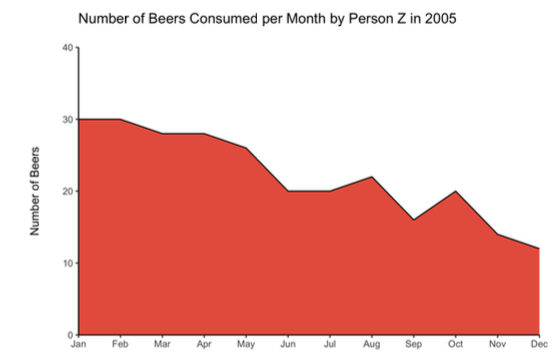 Number of Beers Consumed per Month by Person Z in 2005
40
30
20
10
0
Number of Beers
Jan Feb Mar Apr May Jun Jul Aug Sep Oct Nov Dec